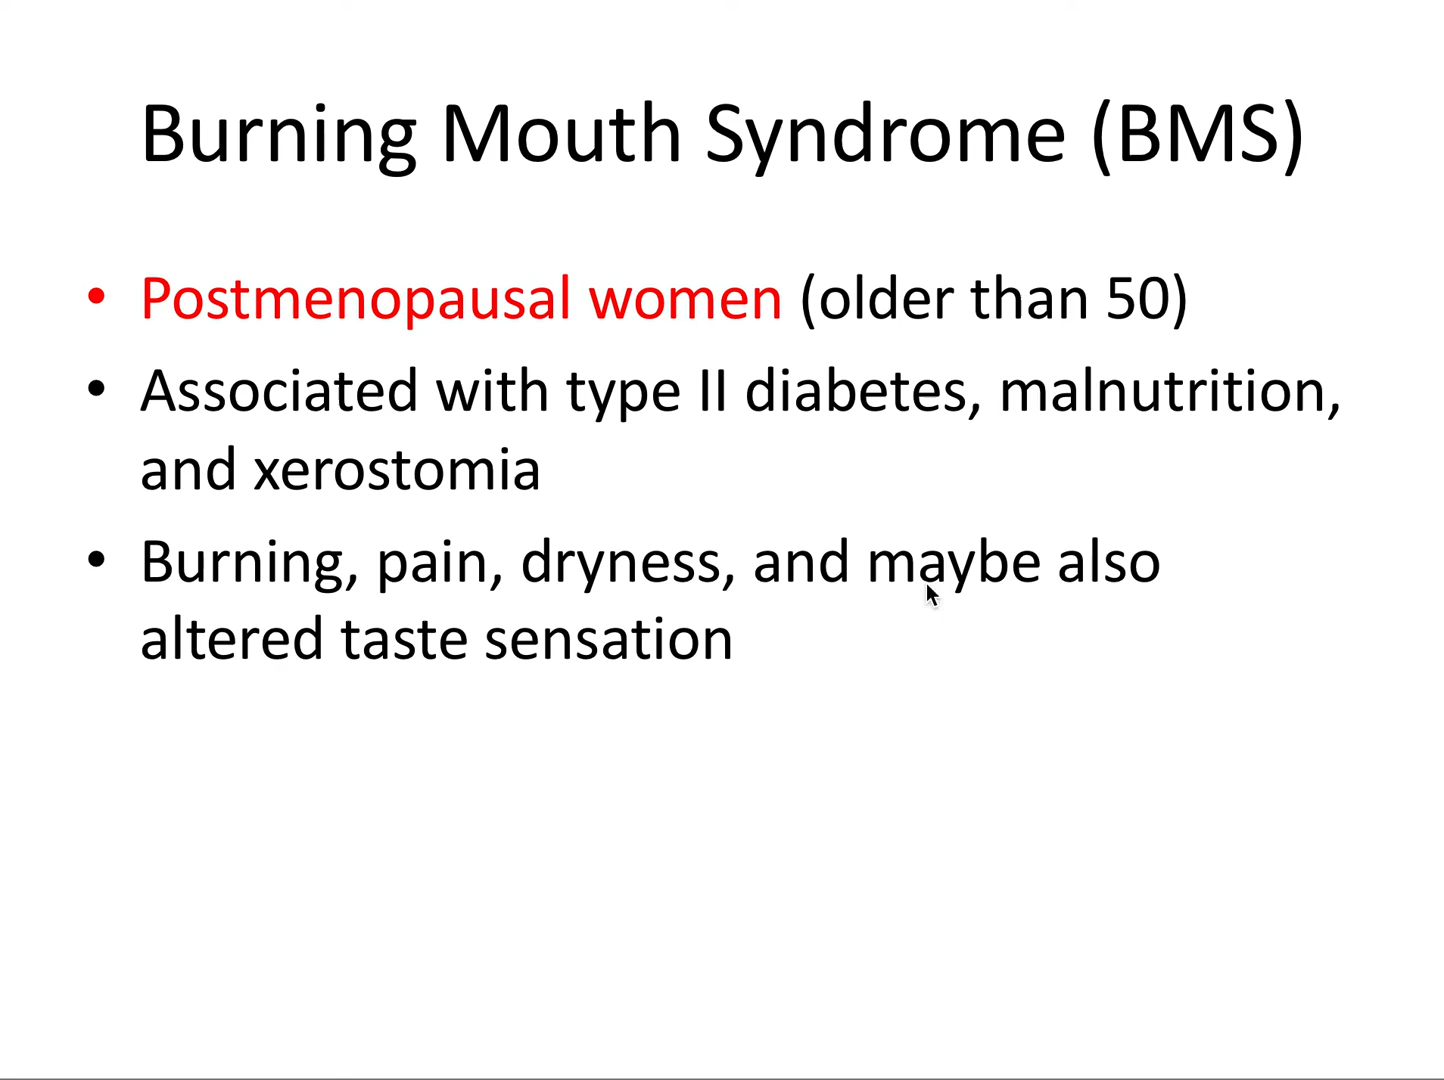 Burning Mouth Syndrome (BMS)
• Postmenopausal women (older than 50)
• Associated with type II diabetes, malnutrition,
and xerostomia
• Burning, pain, dryness, and maybe also
altered taste sensation